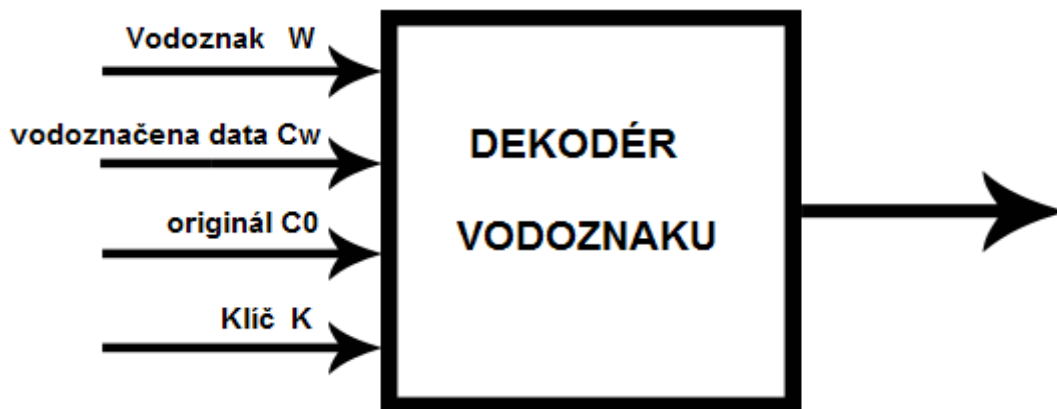 Vodoznak W
vodoznačena data Cw
originál C0
Klíč K
DEKODÉR
VODOZNAKU